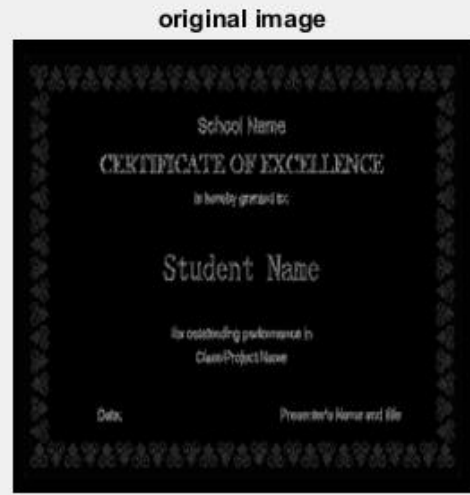 original image
School Name
CERTIFICATE OF EXCELLENCE
is hereby granted to:
Student Name
for outstanding performance in
Class/Project Name
Date:
Presenter's Name and title